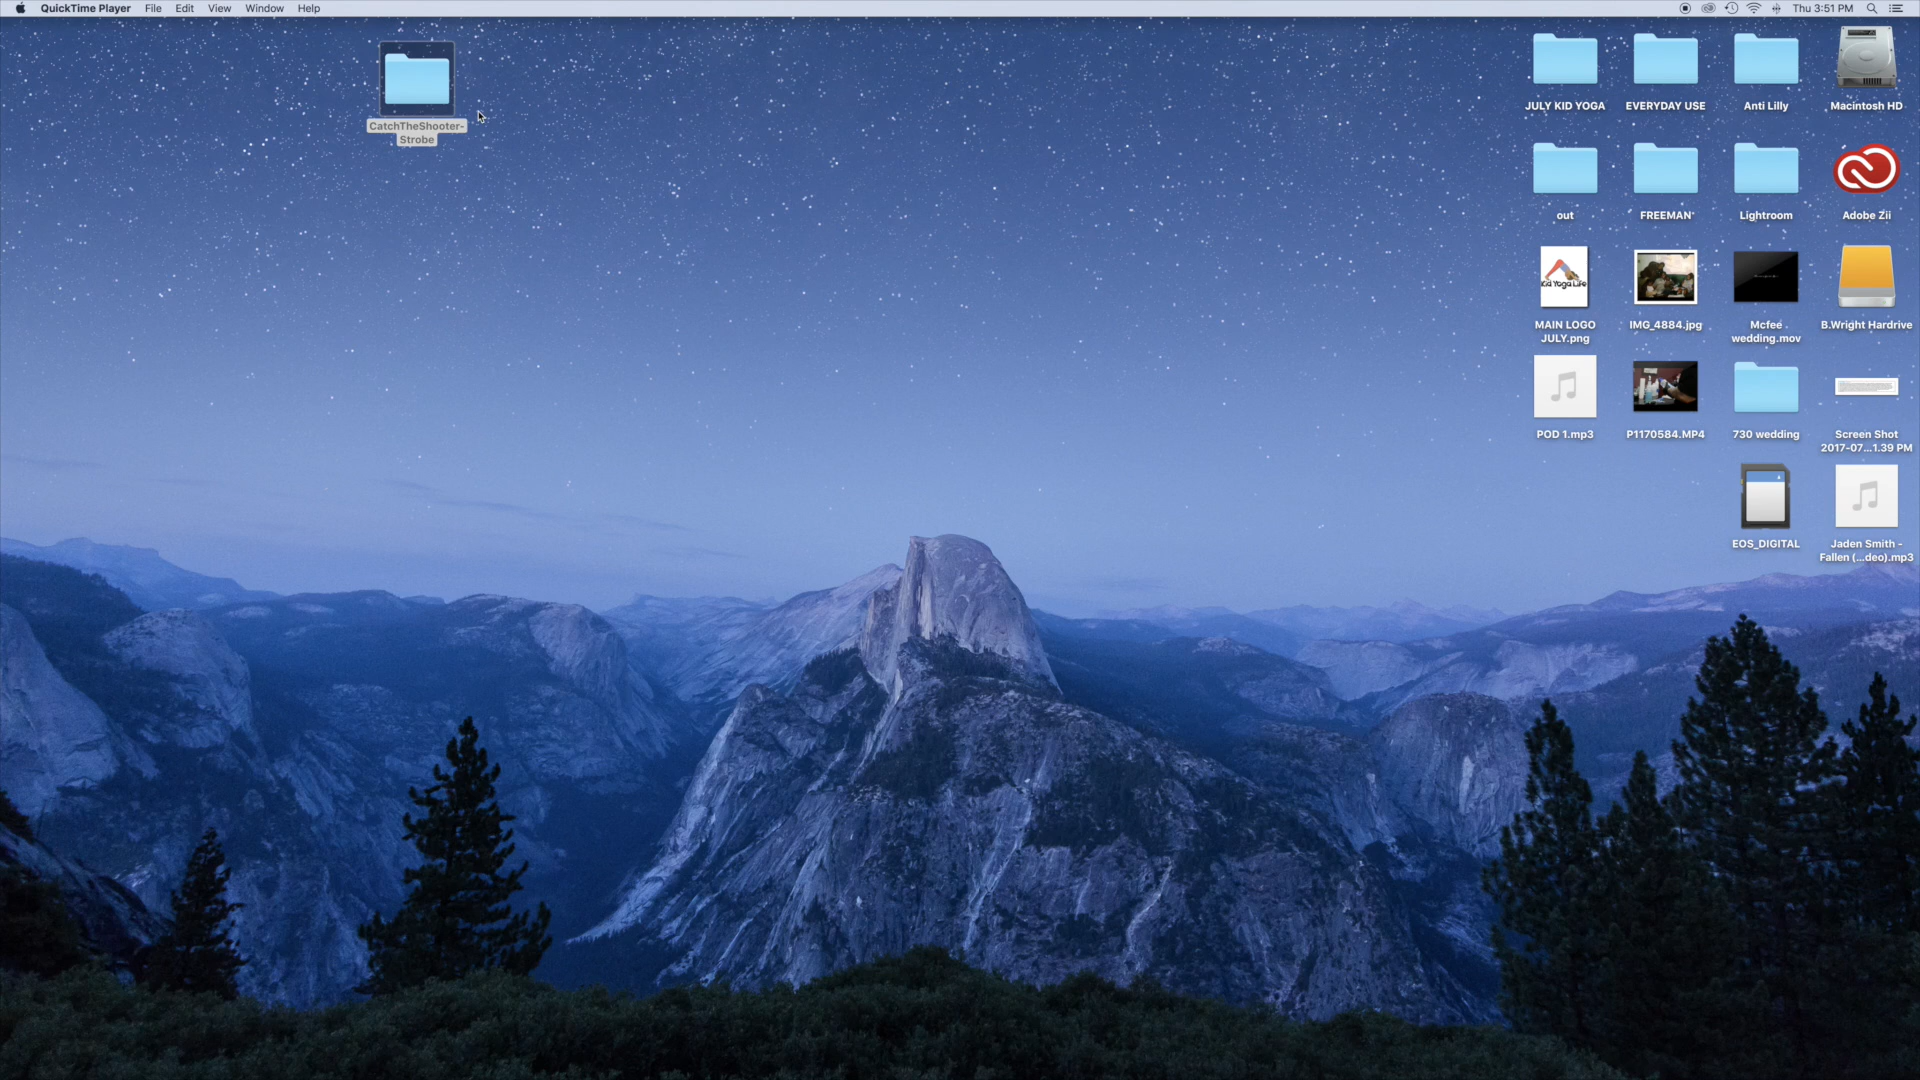 QuickTime Player File Edit View Window Help
Thu 3:51 PM
CatchTheShooter-
Strobe
JULY KID YOGA
EVERYDAY USE
Anti Lilly
Macintosh HD
out
FREEMAN
Lightroom
Adobe Zii
Kid Yoga Life
MAIN LOGO
JULY.png
IMG_4884.jpg
Mcfee
wedding.mov
B.Wright Hardrive
POD 1.mp3
P1170584.MP4
730 wedding
Screen Shot
2017-07...1.39 PM
EOS_DIGITAL
Jaden Smith -
Fallen (...deo).mp3